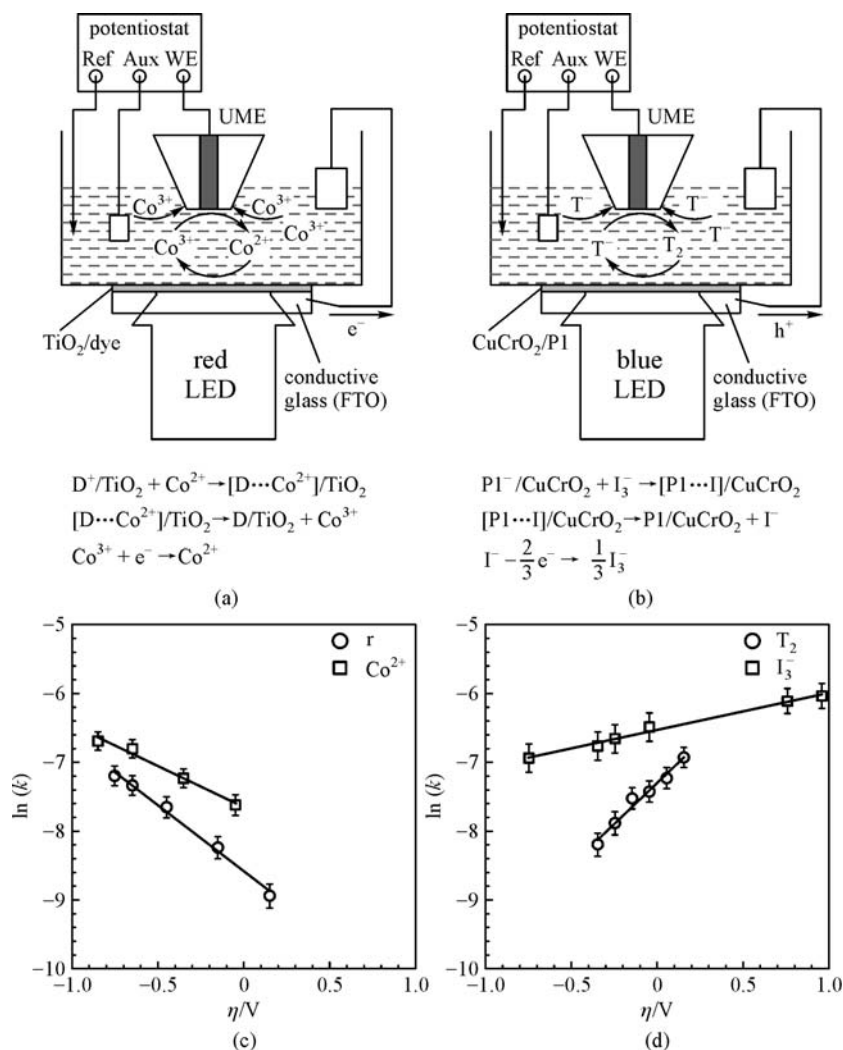 potentiostat
Ref Aux WE
UME
Co³⁺ Co³⁺
Co³⁺ Co²⁺ Co³⁺
TiO₂/dye
e⁻
red
LED
conductive
glass (FTO)
D⁺/TiO₂ + Co²⁺→[D···Co²⁺]/TiO₂
[D···Co²⁺]/TiO₂→D/TiO₂ + Co³⁺
Co³⁺ + e⁻→Co²⁺
(a)
potentiostat
Ref Aux WE
UME
T⁻ T⁻
T⁻ T₂ T
CuCrO₂/P1
h⁺
blue
LED
conductive
glass (FTO)
P1⁻/CuCrO₂ + I₃⁻→[P1···I]/CuCrO₂
[P1···I]/CuCrO₂→P1/CuCrO₂ + I⁻
I⁻ − 2/3 e⁻ → 1/3 I₃⁻
(b)
−5
−6
−7
−8
−9
−10
ln (k)
r
Co²⁺
−1.0 −0.5 0 0.5 1.0
η/V
(c)
−5
−6
−7
−8
−9
−10
ln (k)
T₂
I₃⁻
−1.0 −0.5 0 0.5 1.0
η/V
(d)